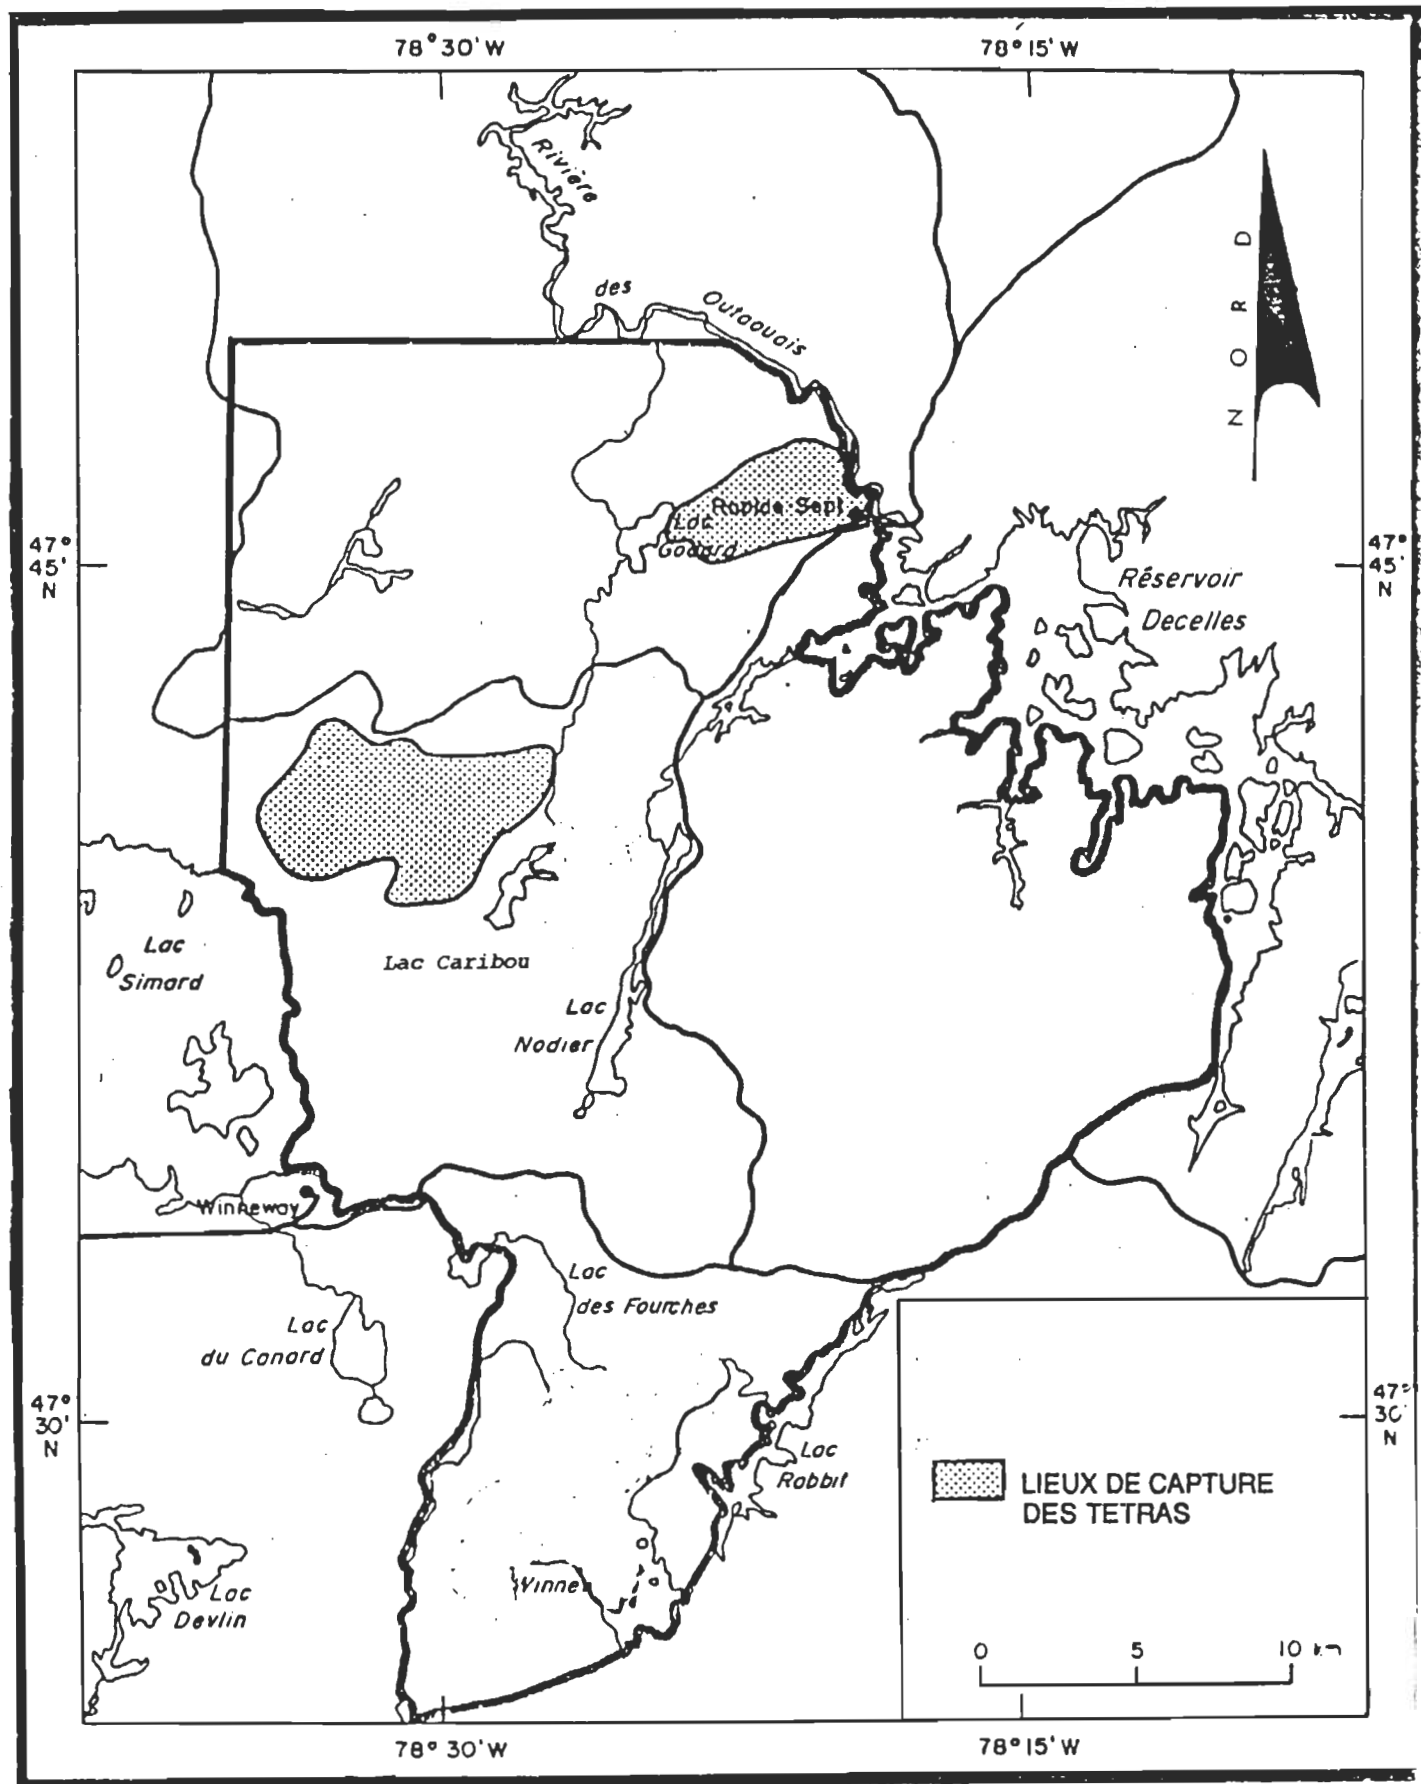 78°30'W
78°15'W
Rivière
des
Outaouais
NORD
Rapide-Sept
Lac
Godard
47°
45'
N
47°
45'
N
Réservoir
Decelles
Lac
Simard
Lac Caribou
Lac
Nodier
Winneway
Lac
des Fourches
Lac
du Canard
47°
30'
N
47°
30'
N
Lac
Rabbit
LIEUX DE CAPTURE
DES TETRAS
Winne
Lac
Devlin
0 5 10 km
78°30'W
78°15'W